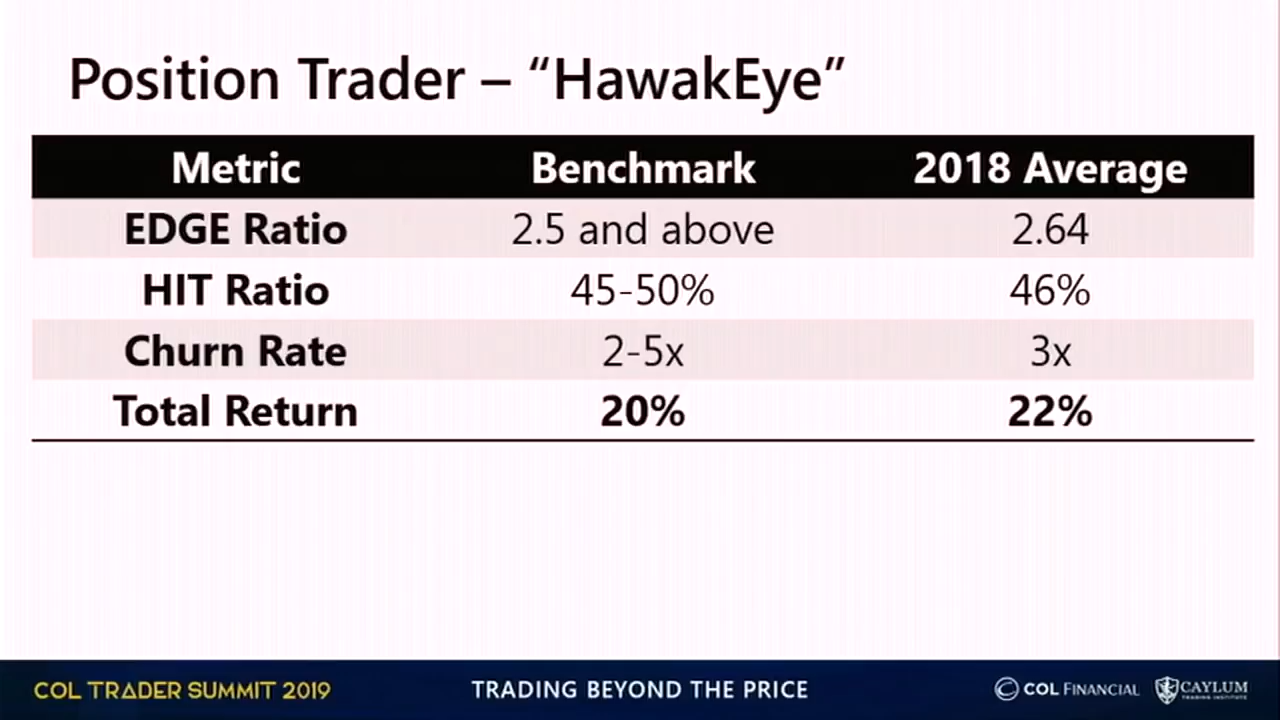 Position Trader – “HawakEye”
Metric Benchmark 2018 Average
EDGE Ratio 2.5 and above 2.64
HIT Ratio 45-50% 46%
Churn Rate 2-5x 3x
Total Return 20% 22%
COL TRADER SUMMIT 2019 TRADING BEYOND THE PRICE COL FINANCIAL CAYLUM
TRADING INSTITUTE